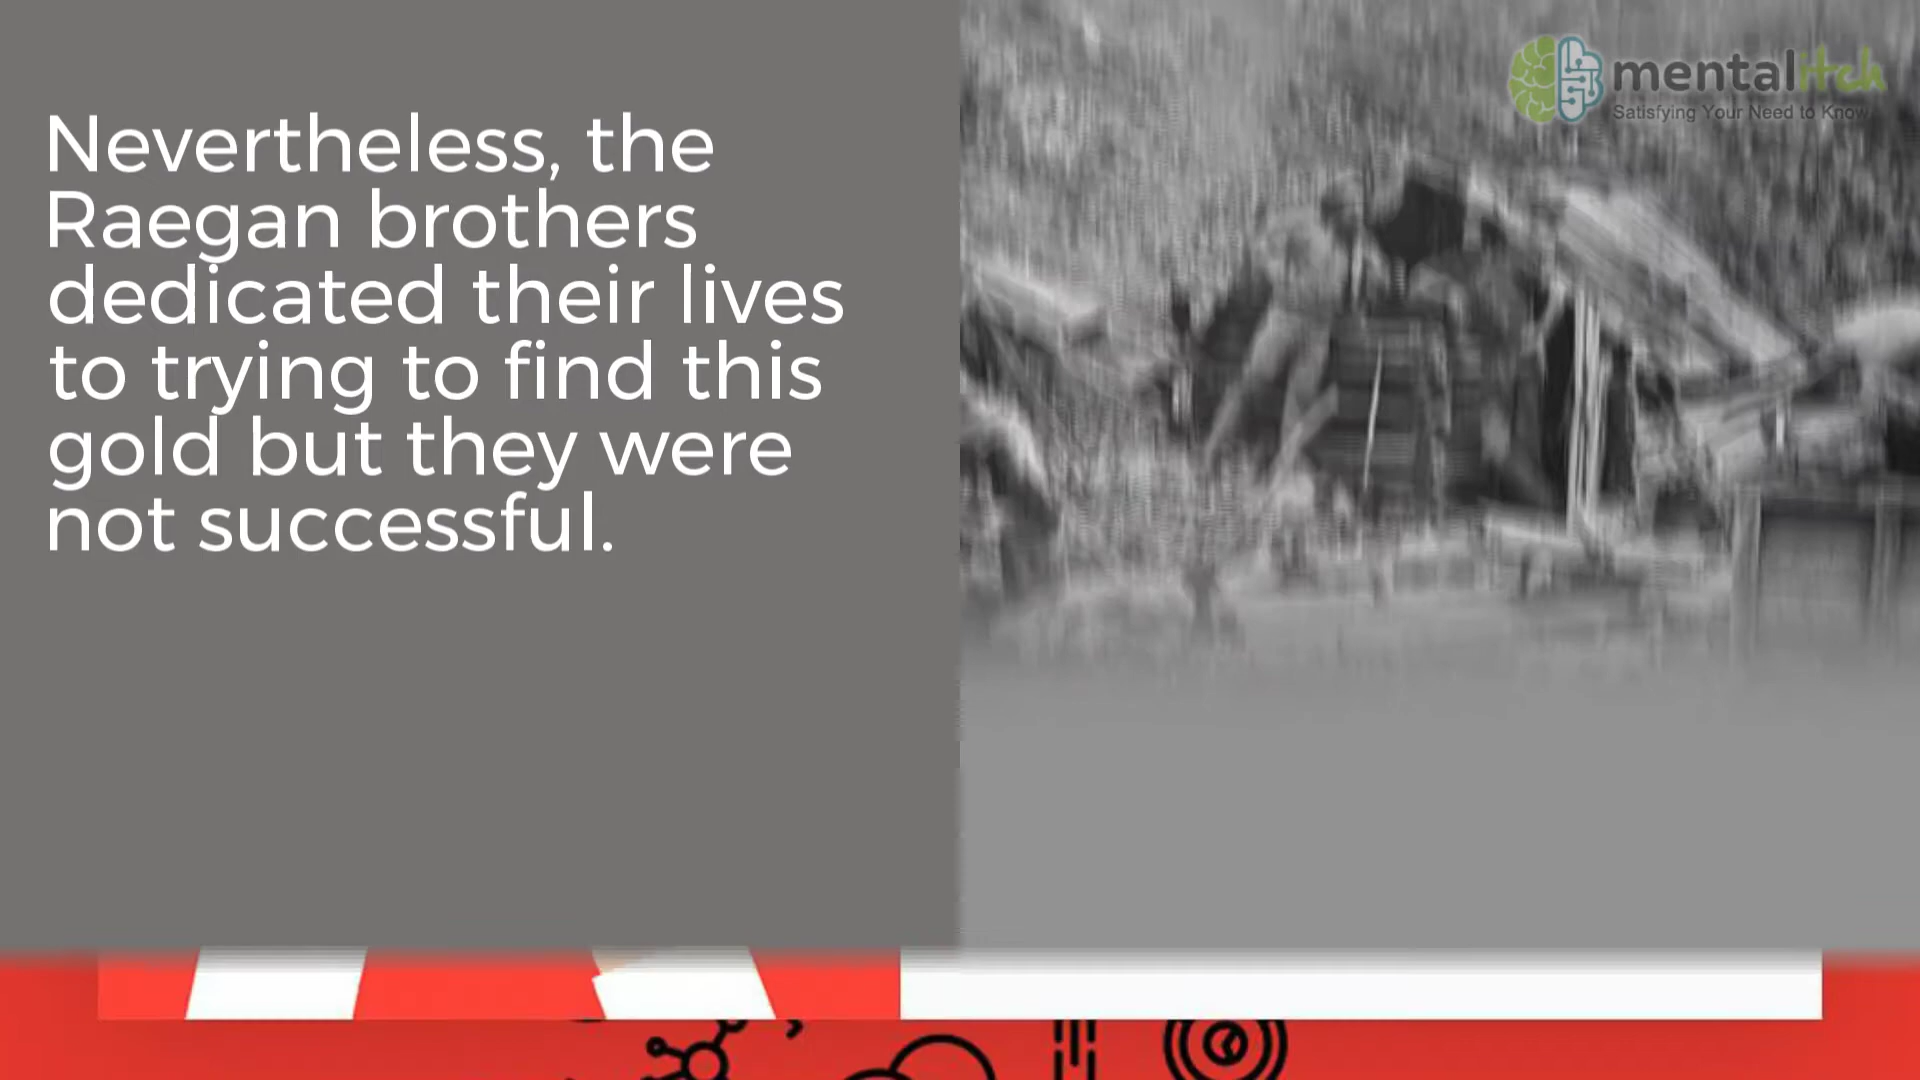 mentalitch
Satisfying Your Need to Know
Nevertheless, the
Raegan brothers
dedicated their lives
to trying to find this
gold but they were
not successful.